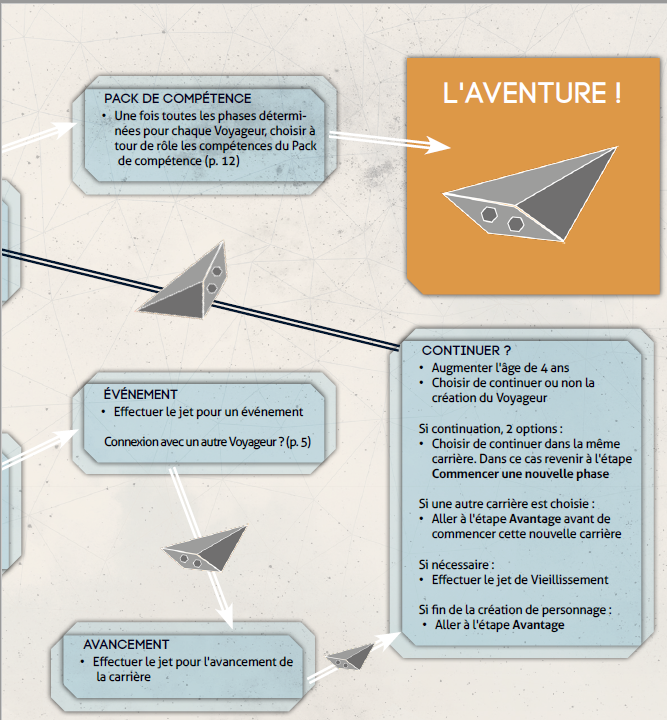 PACK DE COMPÉTENCE
• Une fois toutes les phases détermi-
nées pour chaque Voyageur, choisir à
tour de rôle les compétences du Pack
de compétence (p. 12)
L'AVENTURE !
CONTINUER ?
• Augmenter l'âge de 4 ans
• Choisir de continuer ou non la
création du Voyageur
Si continuation, 2 options :
• Choisir de continuer dans la même
carrière. Dans ce cas revenir à l'étape
Commencer une nouvelle phase
Si une autre carrière est choisie :
• Aller à l'étape Avantage avant de
commencer cette nouvelle carrière
Si nécessaire :
• Effectuer le jet de Vieillissement
Si fin de la création de personnage :
• Aller à l'étape Avantage
ÉVÉNEMENT
• Effectuer le jet pour un événement
Connexion avec un autre Voyageur ? (p. 5)
AVANCEMENT
• Effectuer le jet pour l'avancement de
la carrière